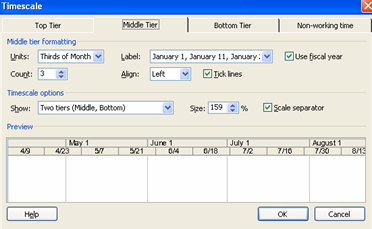 Timescale
Top Tier Middle Tier Bottom Tier Non-working time
Middle tier formatting
Units: Thirds of Month Label: January 1, January 11, January 2 Use fiscal year
Count: 3 Align: Left Tick lines
Timescale options
Show: Two tiers (Middle, Bottom) Size: 159 % Scale separator
Preview
May 1 June 1 July 1 August 1
4/9 4/23 5/7 5/21 6/4 6/18 7/2 7/16 7/30 8/13
Help OK Cancel